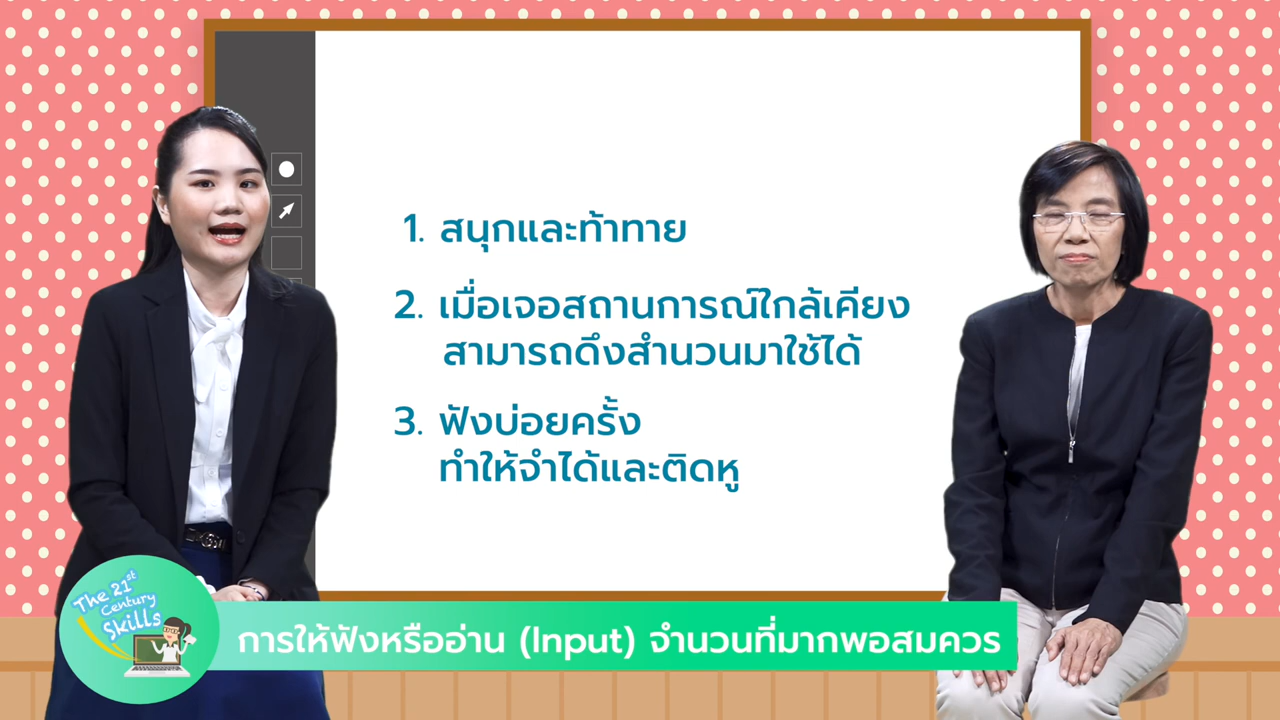 1. สนุกและท้าทาย
2. เมื่อเจอสถานการณ์ใกล้เคียง
สามารถดึงสำนวนมาใช้ได้
3. ฟังบ่อยครั้ง
ทำให้จำได้และติดหู
The 21st
Century
Skills
การให้ฟังหรืออ่าน (Input) จำนวนที่มากพอสมควร